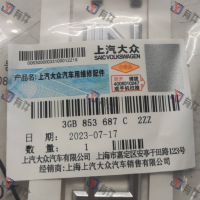 上汽大众
SAIC VOLKSWAGEN
产品名：上汽大众汽车用维修配件
3GB 853 687 C 2ZZ
日期：2023-07-17
数量：1
上汽大众汽车有限公司 上海市嘉定区安亭于田路123号
经销商：上海上汽大众汽车销售有限公司